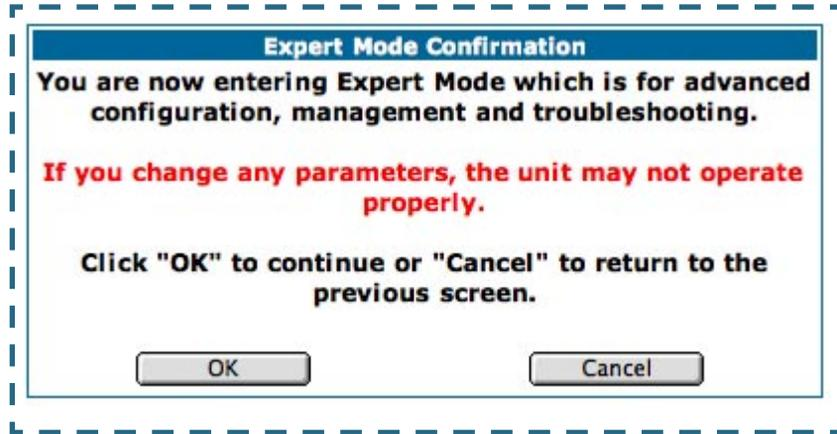 Expert Mode Confirmation
You are now entering Expert Mode which is for advanced
configuration, management and troubleshooting.
If you change any parameters, the unit may not operate
properly.
Click "OK" to continue or "Cancel" to return to the
previous screen.
OK
Cancel